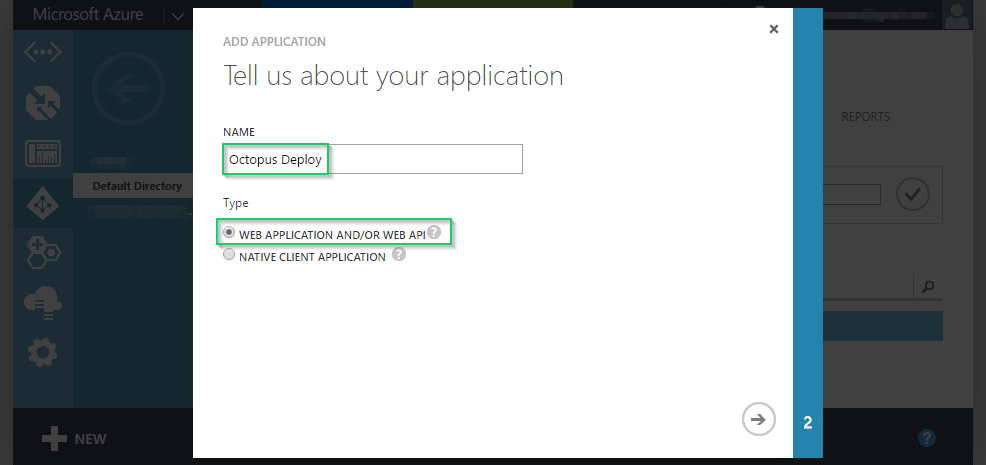 Microsoft Azure
ADD APPLICATION
Tell us about your application
REPORTS
NAME
Octopus Deploy
Default Directory
Type
WEB APPLICATION AND/OR WEB API ?
NATIVE CLIENT APPLICATION ?
2
NEW
?